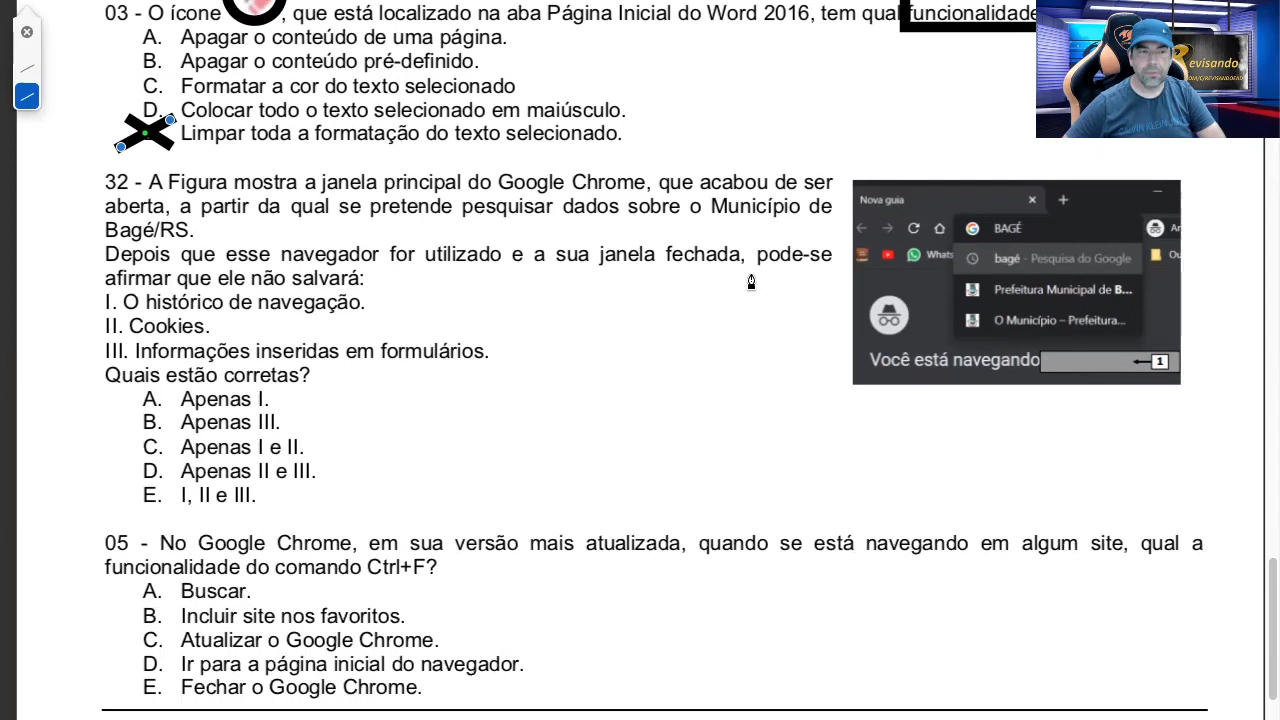 03 - O ícone , que está localizado na aba Página Inicial do Word 2016, tem qual funcionalidade
A. Apagar o conteúdo de uma página.
B. Apagar o conteúdo pré-definido.
C. Formatar a cor do texto selecionado
D. Colocar todo o texto selecionado em maiúsculo.
Limpar toda a formatação do texto selecionado.
32 - A Figura mostra a janela principal do Google Chrome, que acabou de ser
aberta, a partir da qual se pretende pesquisar dados sobre o Município de
Bagé/RS.
Depois que esse navegador for utilizado e a sua janela fechada, pode-se
afirmar que ele não salvará:
I. O histórico de navegação.
II. Cookies.
III. Informações inseridas em formulários.
Quais estão corretas?
A. Apenas I.
B. Apenas III.
C. Apenas I e II.
D. Apenas II e III.
E. I, II e III.
Nova guia
BAGÉ
Whats
bagé - Pesquisa do Google
Prefeitura Municipal de B...
O Município – Prefeitura...
Você está navegando
1
05 - No Google Chrome, em sua versão mais atualizada, quando se está navegando em algum site, qual a
funcionalidade do comando Ctrl+F?
A. Buscar.
B. Incluir site nos favoritos.
C. Atualizar o Google Chrome.
D. Ir para a página inicial do navegador.
E. Fechar o Google Chrome.
Revisando